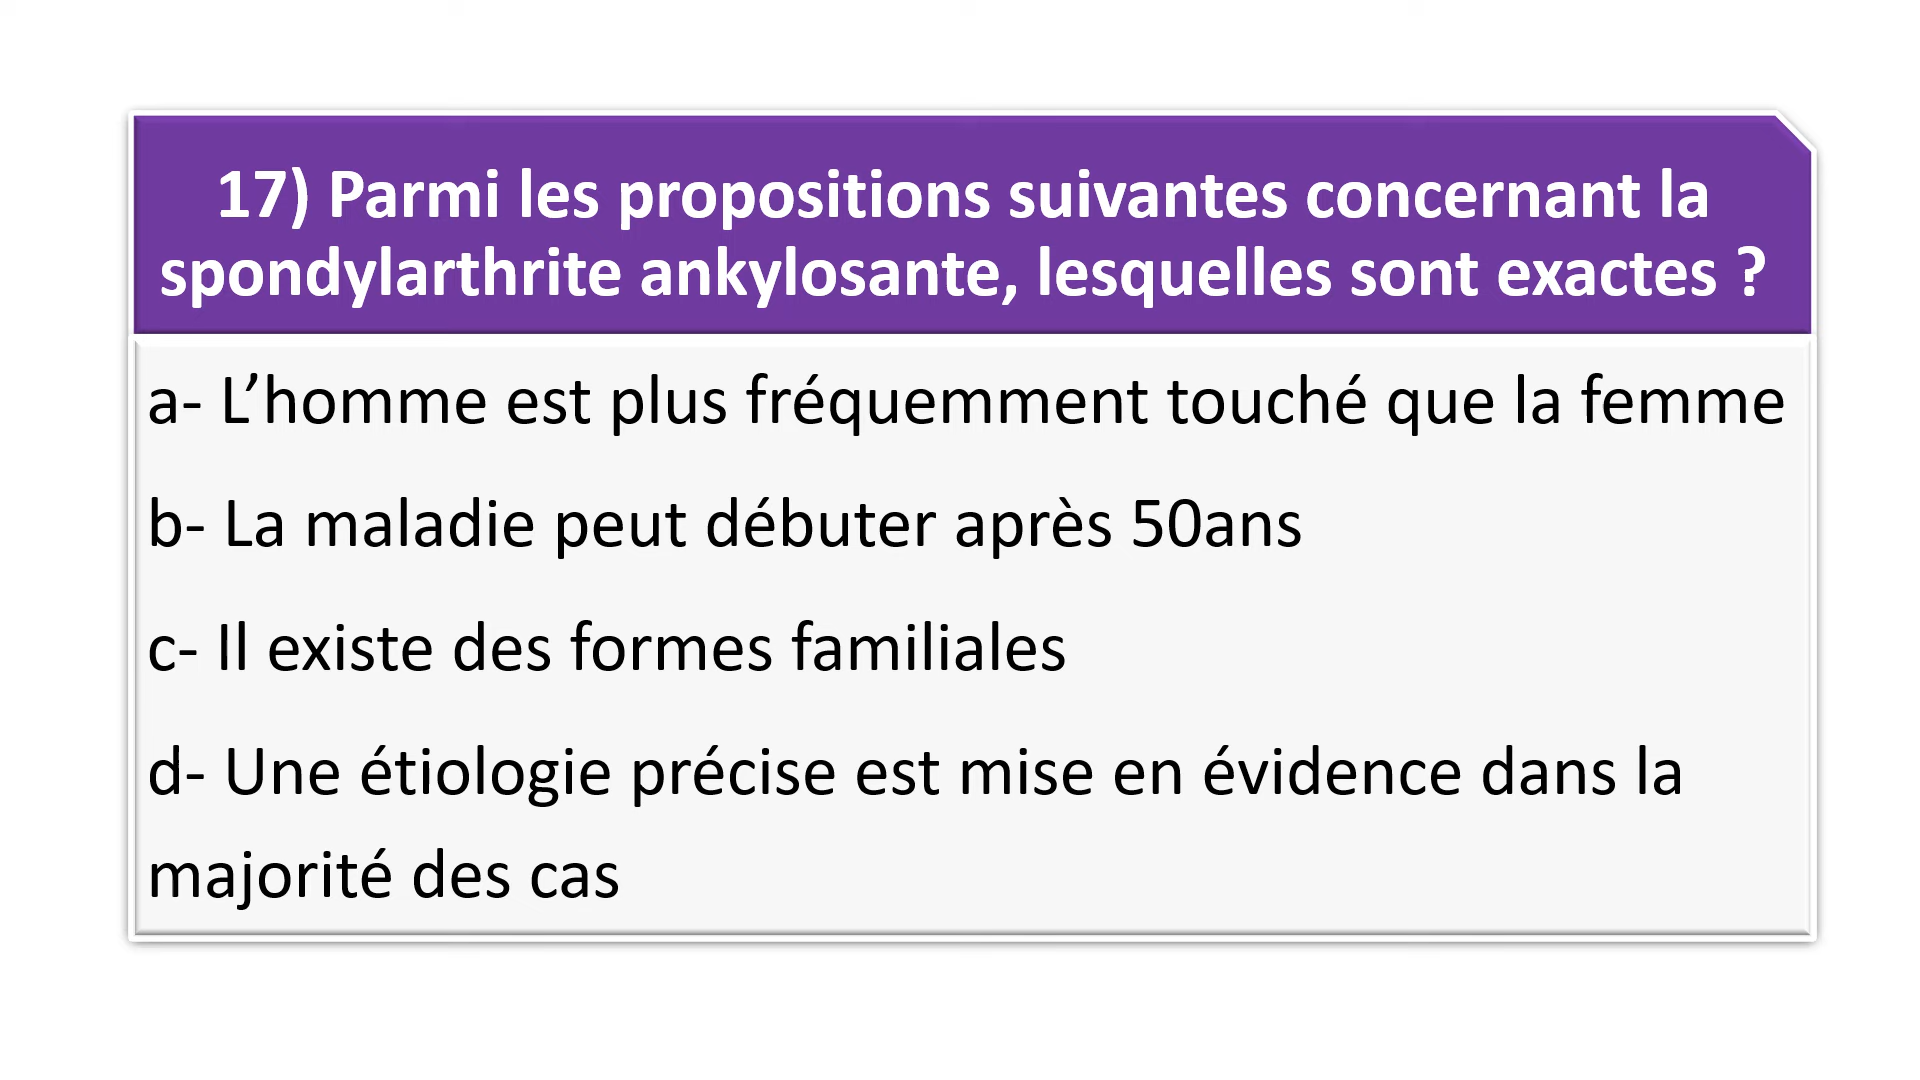 17) Parmi les propositions suivantes concernant la
spondylarthrite ankylosante, lesquelles sont exactes ?
a- L’homme est plus fréquemment touché que la femme
b- La maladie peut débuter après 50ans
c- Il existe des formes familiales
d- Une étiologie précise est mise en évidence dans la
majorité des cas